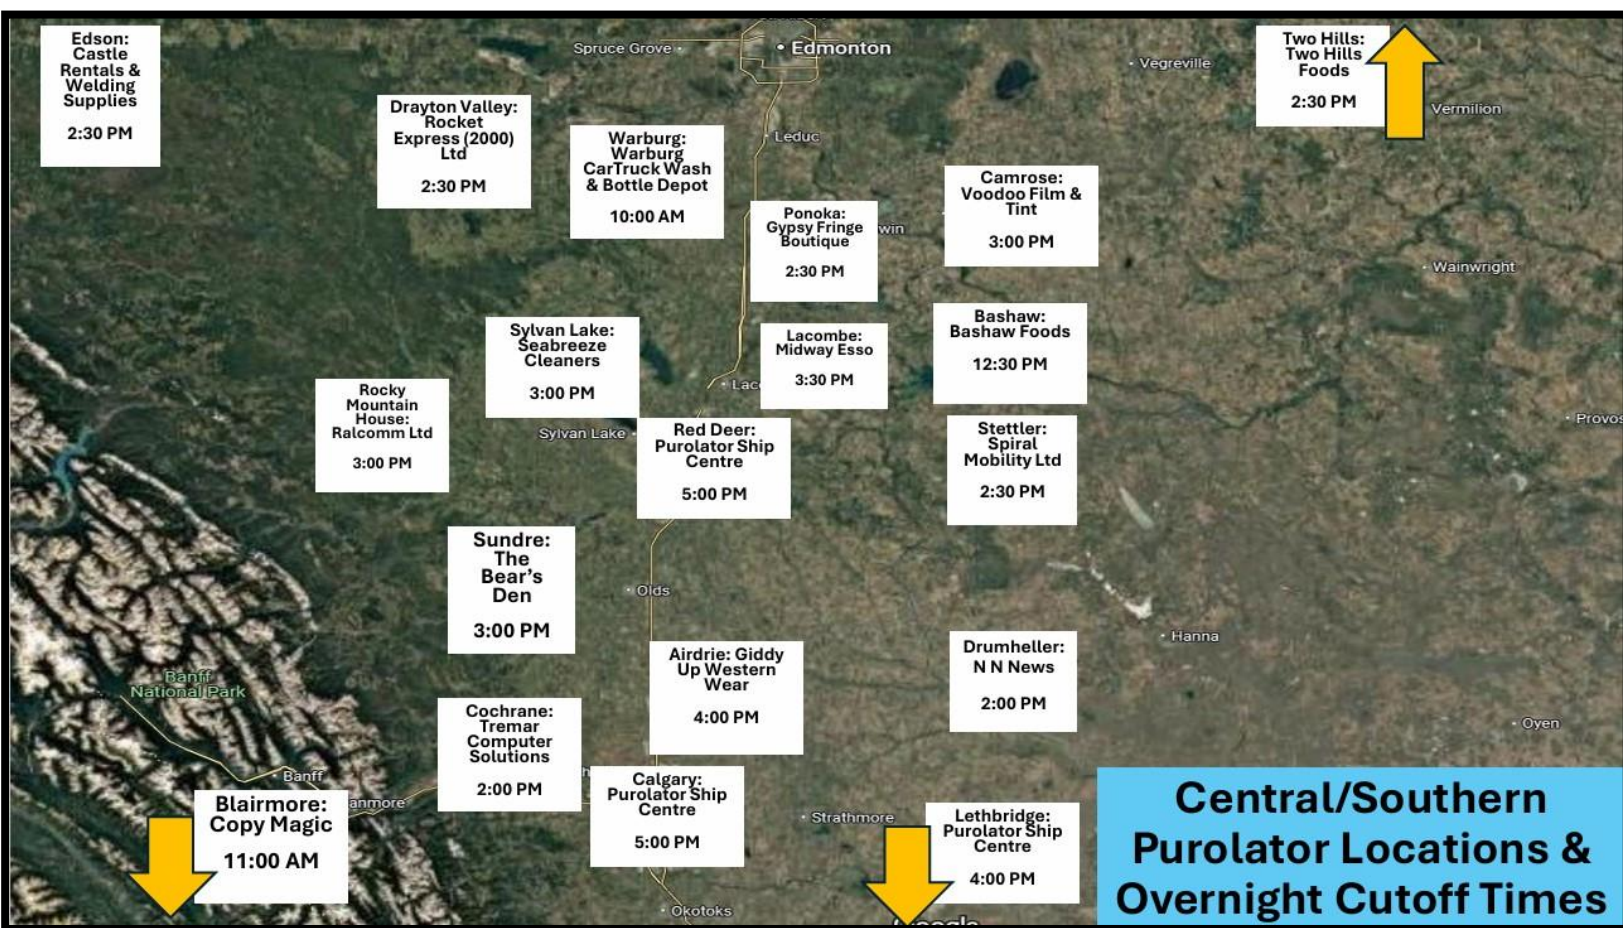 Edson:
Castle
Rentals &
Welding
Supplies
2:30 PM
Spruce Grove
Edmonton
Vegreville
Two Hills:
Two Hills
Foods
2:30 PM
Vermilion
Drayton Valley:
Rocket
Express (2000)
Ltd
2:30 PM
Warburg:
Warburg
CarTruck Wash
& Bottle Depot
10:00 AM
Leduc
Ponoka:
Gypsy Fringe
Boutique
2:30 PM
win
Camrose:
Voodoo Film &
Tint
3:00 PM
Wainwright
Sylvan Lake:
Seabreeze
Cleaners
3:00 PM
Lacombe:
Midway Esso
3:30 PM
Lac
Bashaw:
Bashaw Foods
12:30 PM
Rocky
Mountain
House:
Ralcomm Ltd
3:00 PM
Sylvan Lake
Red Deer:
Purolator Ship
Centre
5:00 PM
Stettler:
Spiral
Mobility Ltd
2:30 PM
Provos
Sundre:
The
Bear’s
Den
3:00 PM
Olds
Hanna
Airdrie: Giddy
Up Western
Wear
4:00 PM
Drumheller:
N N News
2:00 PM
Banff
National Park
Cochrane:
Tremar
Computer
Solutions
2:00 PM
Oyen
Banff
anmore
Blairmore:
Copy Magic
11:00 AM
Calgary:
Purolator Ship
Centre
5:00 PM
Strathmore
Lethbridge:
Purolator Ship
Centre
4:00 PM
Okotoks
Google
Central/Southern
Purolator Locations &
Overnight Cutoff Times